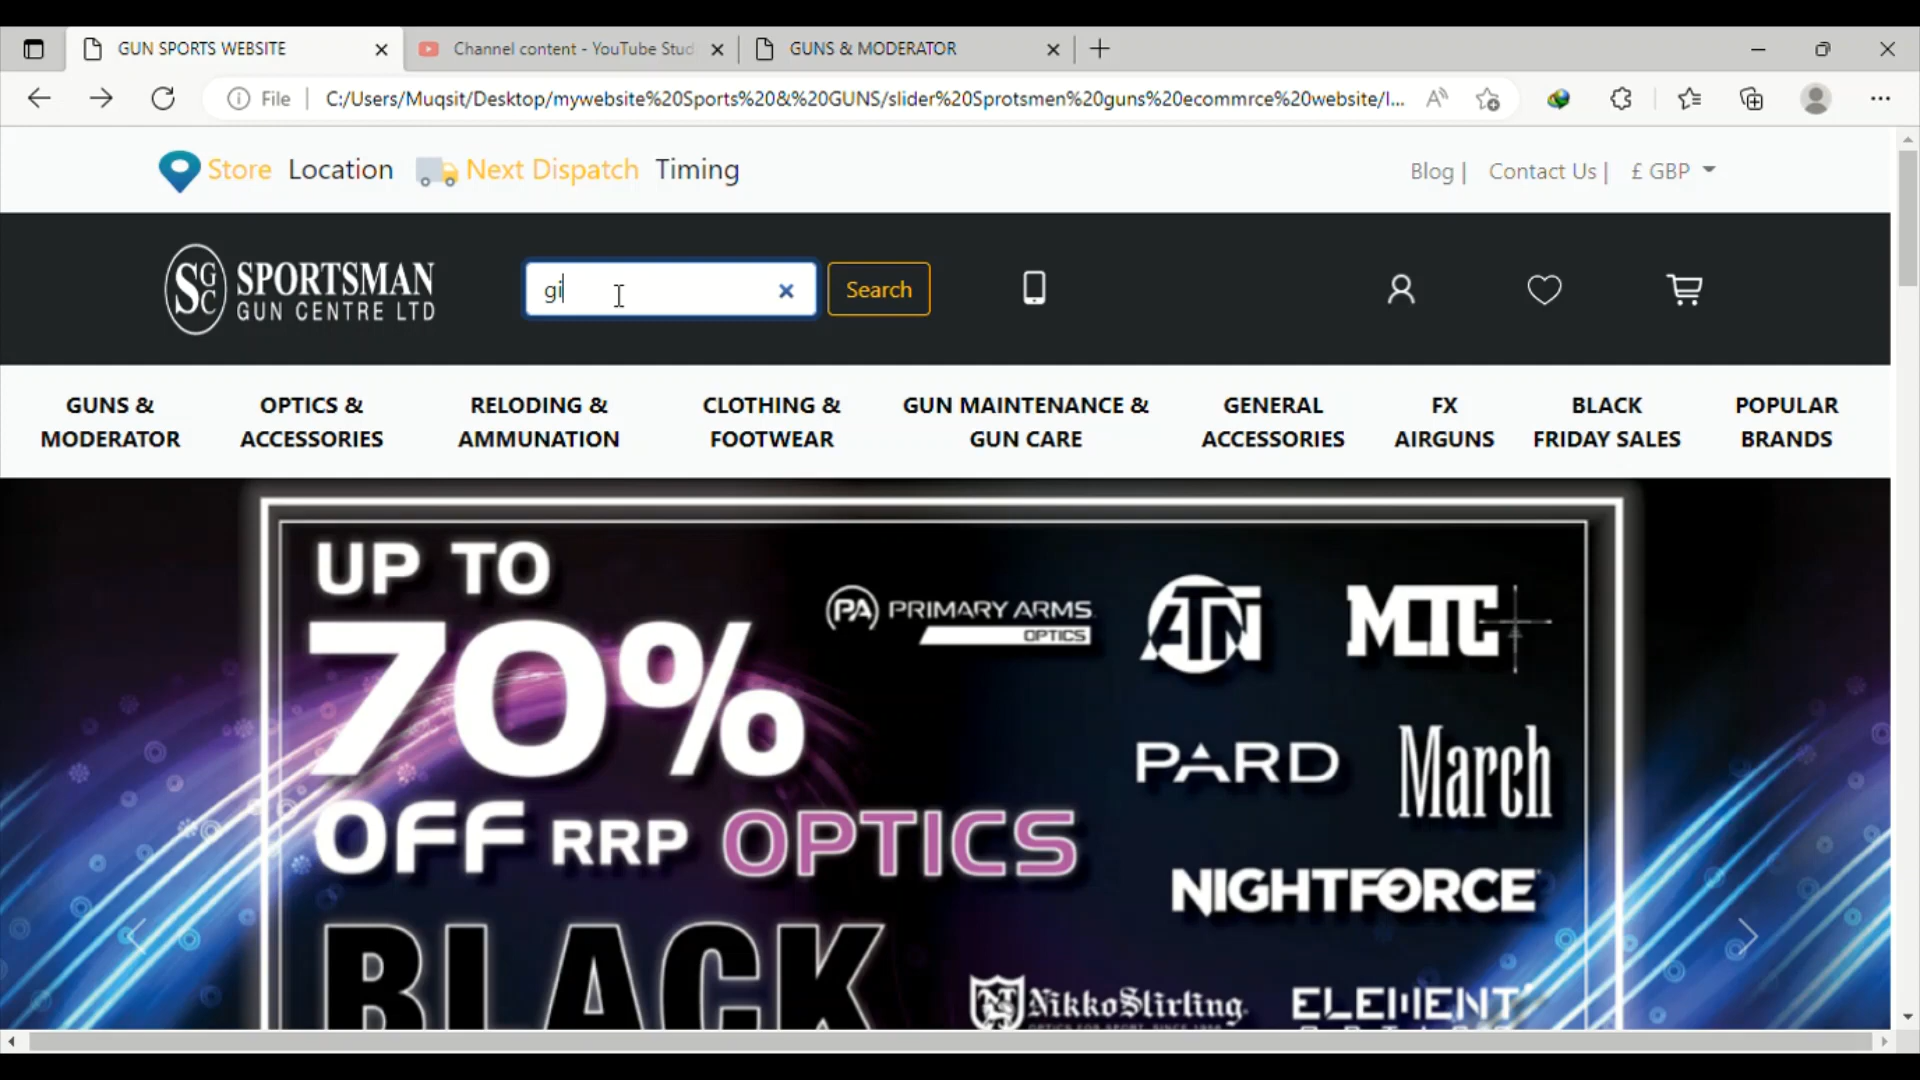 GUN SPORTS WEBSITE
Channel content - YouTube Stud
GUNS & MODERATOR
File
C:/Users/Muqsit/Desktop/mywebsite%20Sports%20&%20GUNS/slider%20Sprotsmen%20guns%20ecommrce%20website/I...
Store Location
Next Dispatch Timing
Blog |
Contact Us |
£ GBP
SGC
SPORTSMAN
GUN CENTRE LTD
gi
Search
GUNS &
MODERATOR
OPTICS &
ACCESSORIES
RELODING &
AMMUNATION
CLOTHING &
FOOTWEAR
GUN MAINTENANCE &
GUN CARE
GENERAL
ACCESSORIES
FX
AIRGUNS
BLACK
FRIDAY SALES
POPULAR
BRANDS
UP TO
70%
OFF RRP OPTICS
BLACK
PA PRIMARY ARMS
OPTICS
ATN
MTC
PARD
March
NIGHTFORCE
Nikko Stirling
ELEMENT